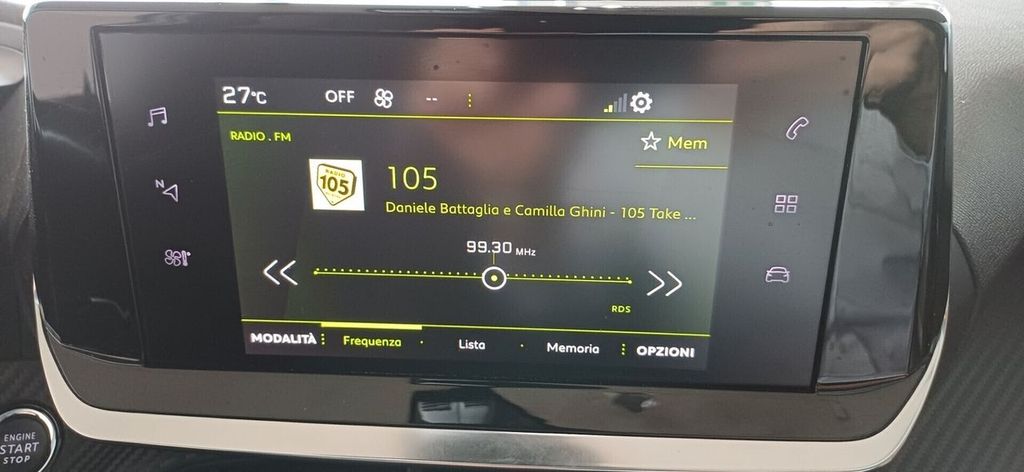 27°C OFF --
RADIO . FM
Mem
RADIO
105
105
Daniele Battaglia e Camilla Ghini - 105 Take ...
99.30 MHz
RDS
MODALITÀ Frequenza Lista Memoria OPZIONI
N
ENGINE
START
STOP